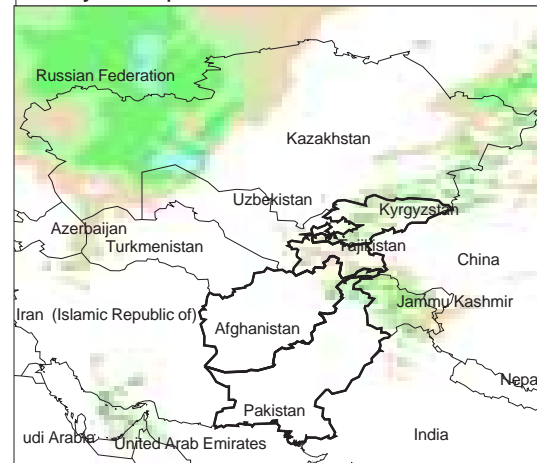 Russian Federation
Kazakhstan
Uzbekistan
Kyrgyzstan
Azerbaijan
Turkmenistan
Tajikistan
China
Jammu/Kashmir
Iran (Islamic Republic of)
Afghanistan
Nepa
Pakistan
udi Arabia
United Arab Emirates
India